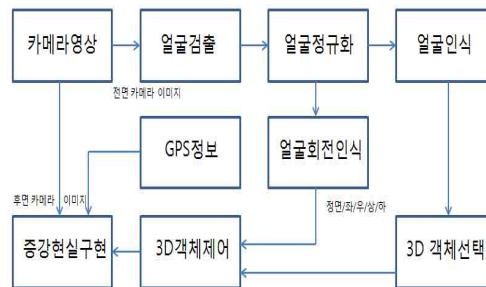 카메라영상
얼굴검출
얼굴정규화
얼굴인식
전면 카메라 이미지
GPS정보
얼굴회전인식
후면 카메라 이미지
정면/좌/우/상/하
증강현실구현
3D객체제어
3D 객체선택